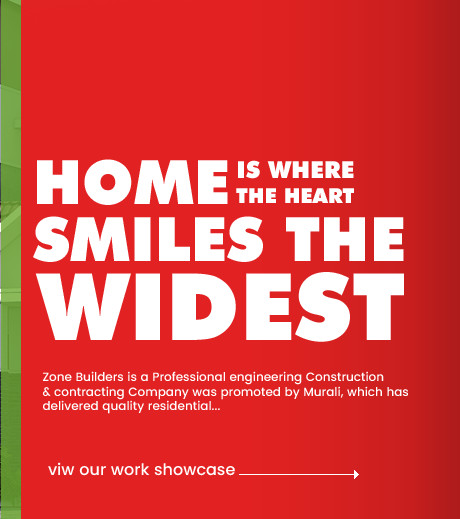 HOME IS WHERE
THE HEART
SMILES THE
WIDEST
Zone Builders is a Professional engineering Construction
& contracting Company was promoted by Murali, which has
delivered quality residential...
viw our work showcase